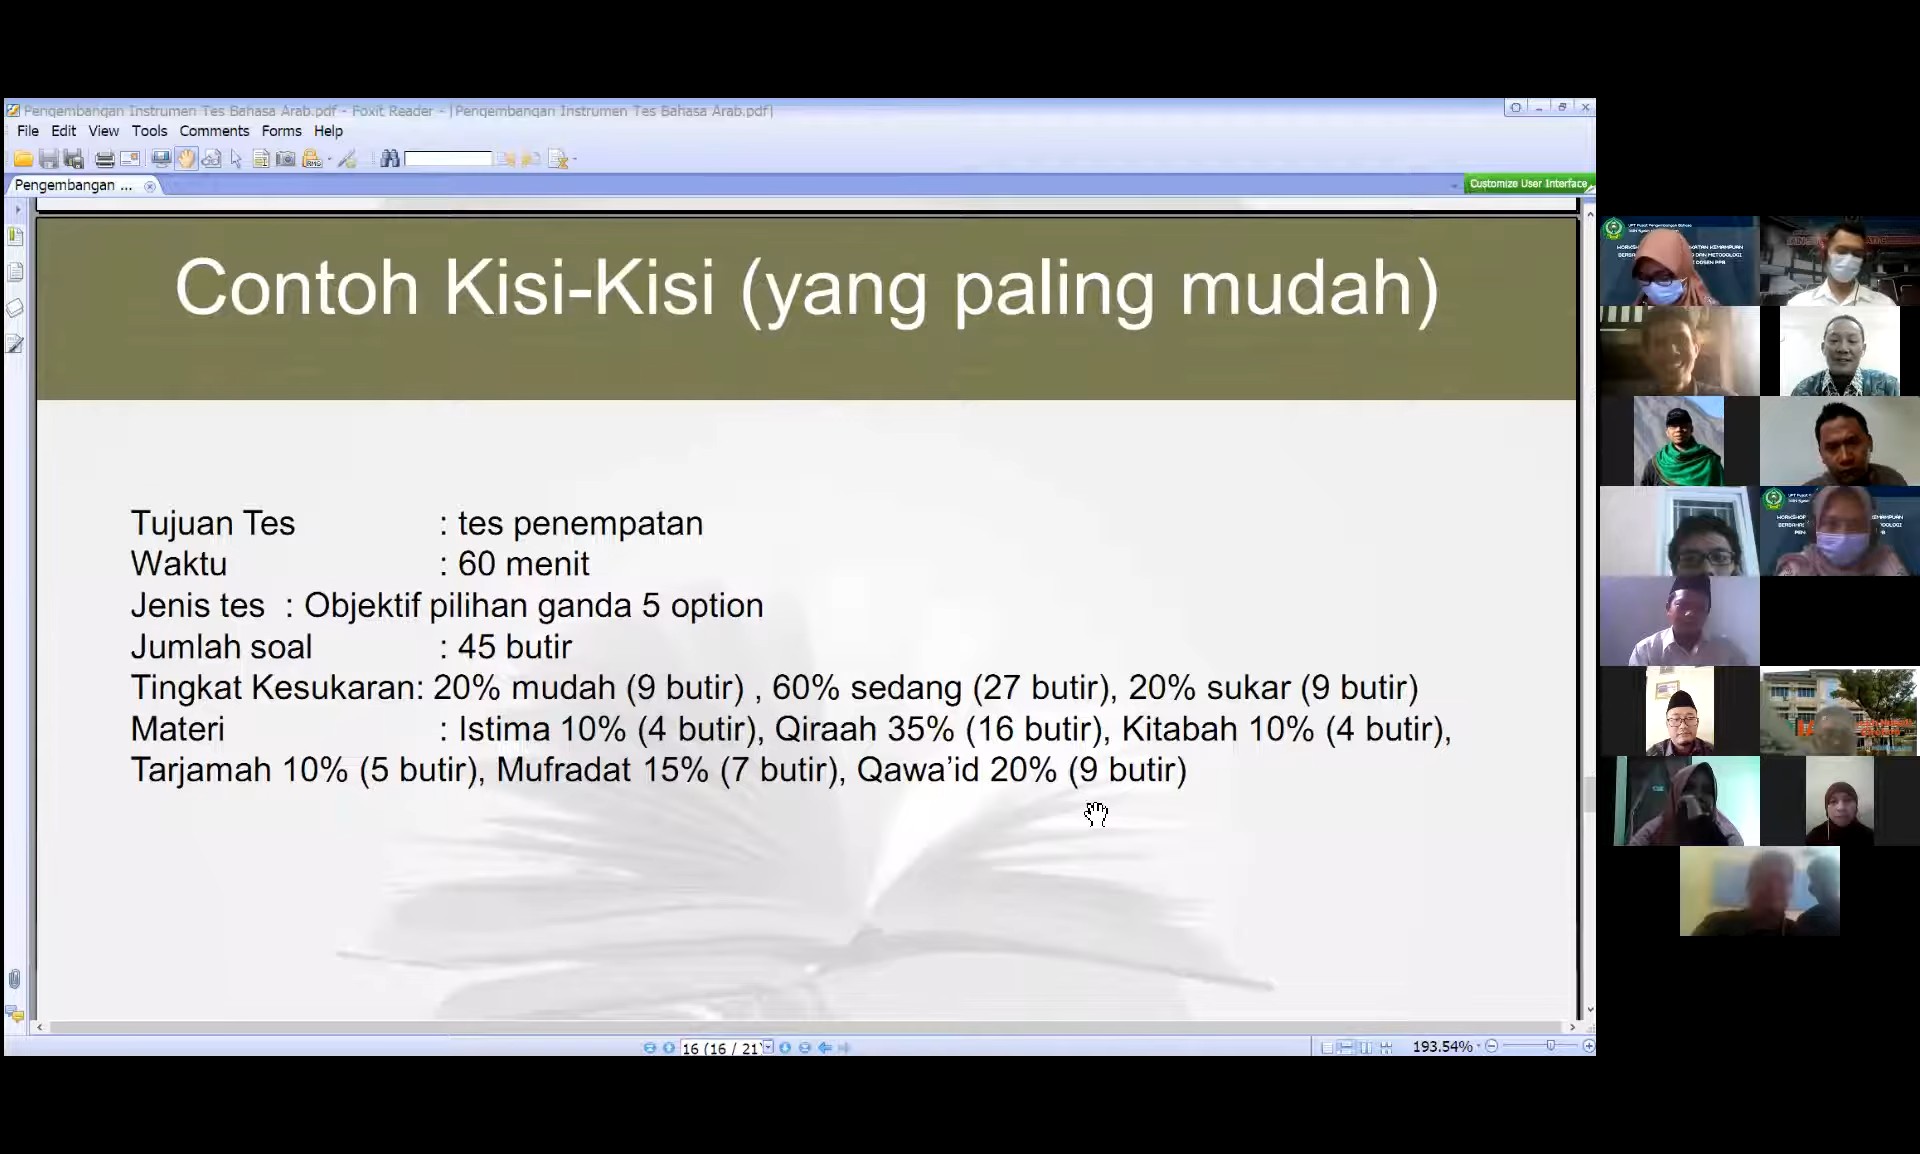 Pengembangan Instrumen Tes Bahasa Arab.pdf - Foxit Reader - [Pengembangan Instrumen Tes Bahasa Arab.pdf]
File Edit View Tools Comments Forms Help
Pengembangan ...
Customize User Interface
Contoh Kisi-Kisi (yang paling mudah)
Tujuan Tes : tes penempatan
Waktu : 60 menit
Jenis tes : Objektif pilihan ganda 5 option
Jumlah soal : 45 butir
Tingkat Kesukaran: 20% mudah (9 butir) , 60% sedang (27 butir), 20% sukar (9 butir)
Materi : Istima 10% (4 butir), Qiraah 35% (16 butir), Kitabah 10% (4 butir),
Tarjamah 10% (5 butir), Mufradat 15% (7 butir), Qawa’id 20% (9 butir)
16 (16 / 21)
193.54%
UPT Pusat Pengembangan Bahasa